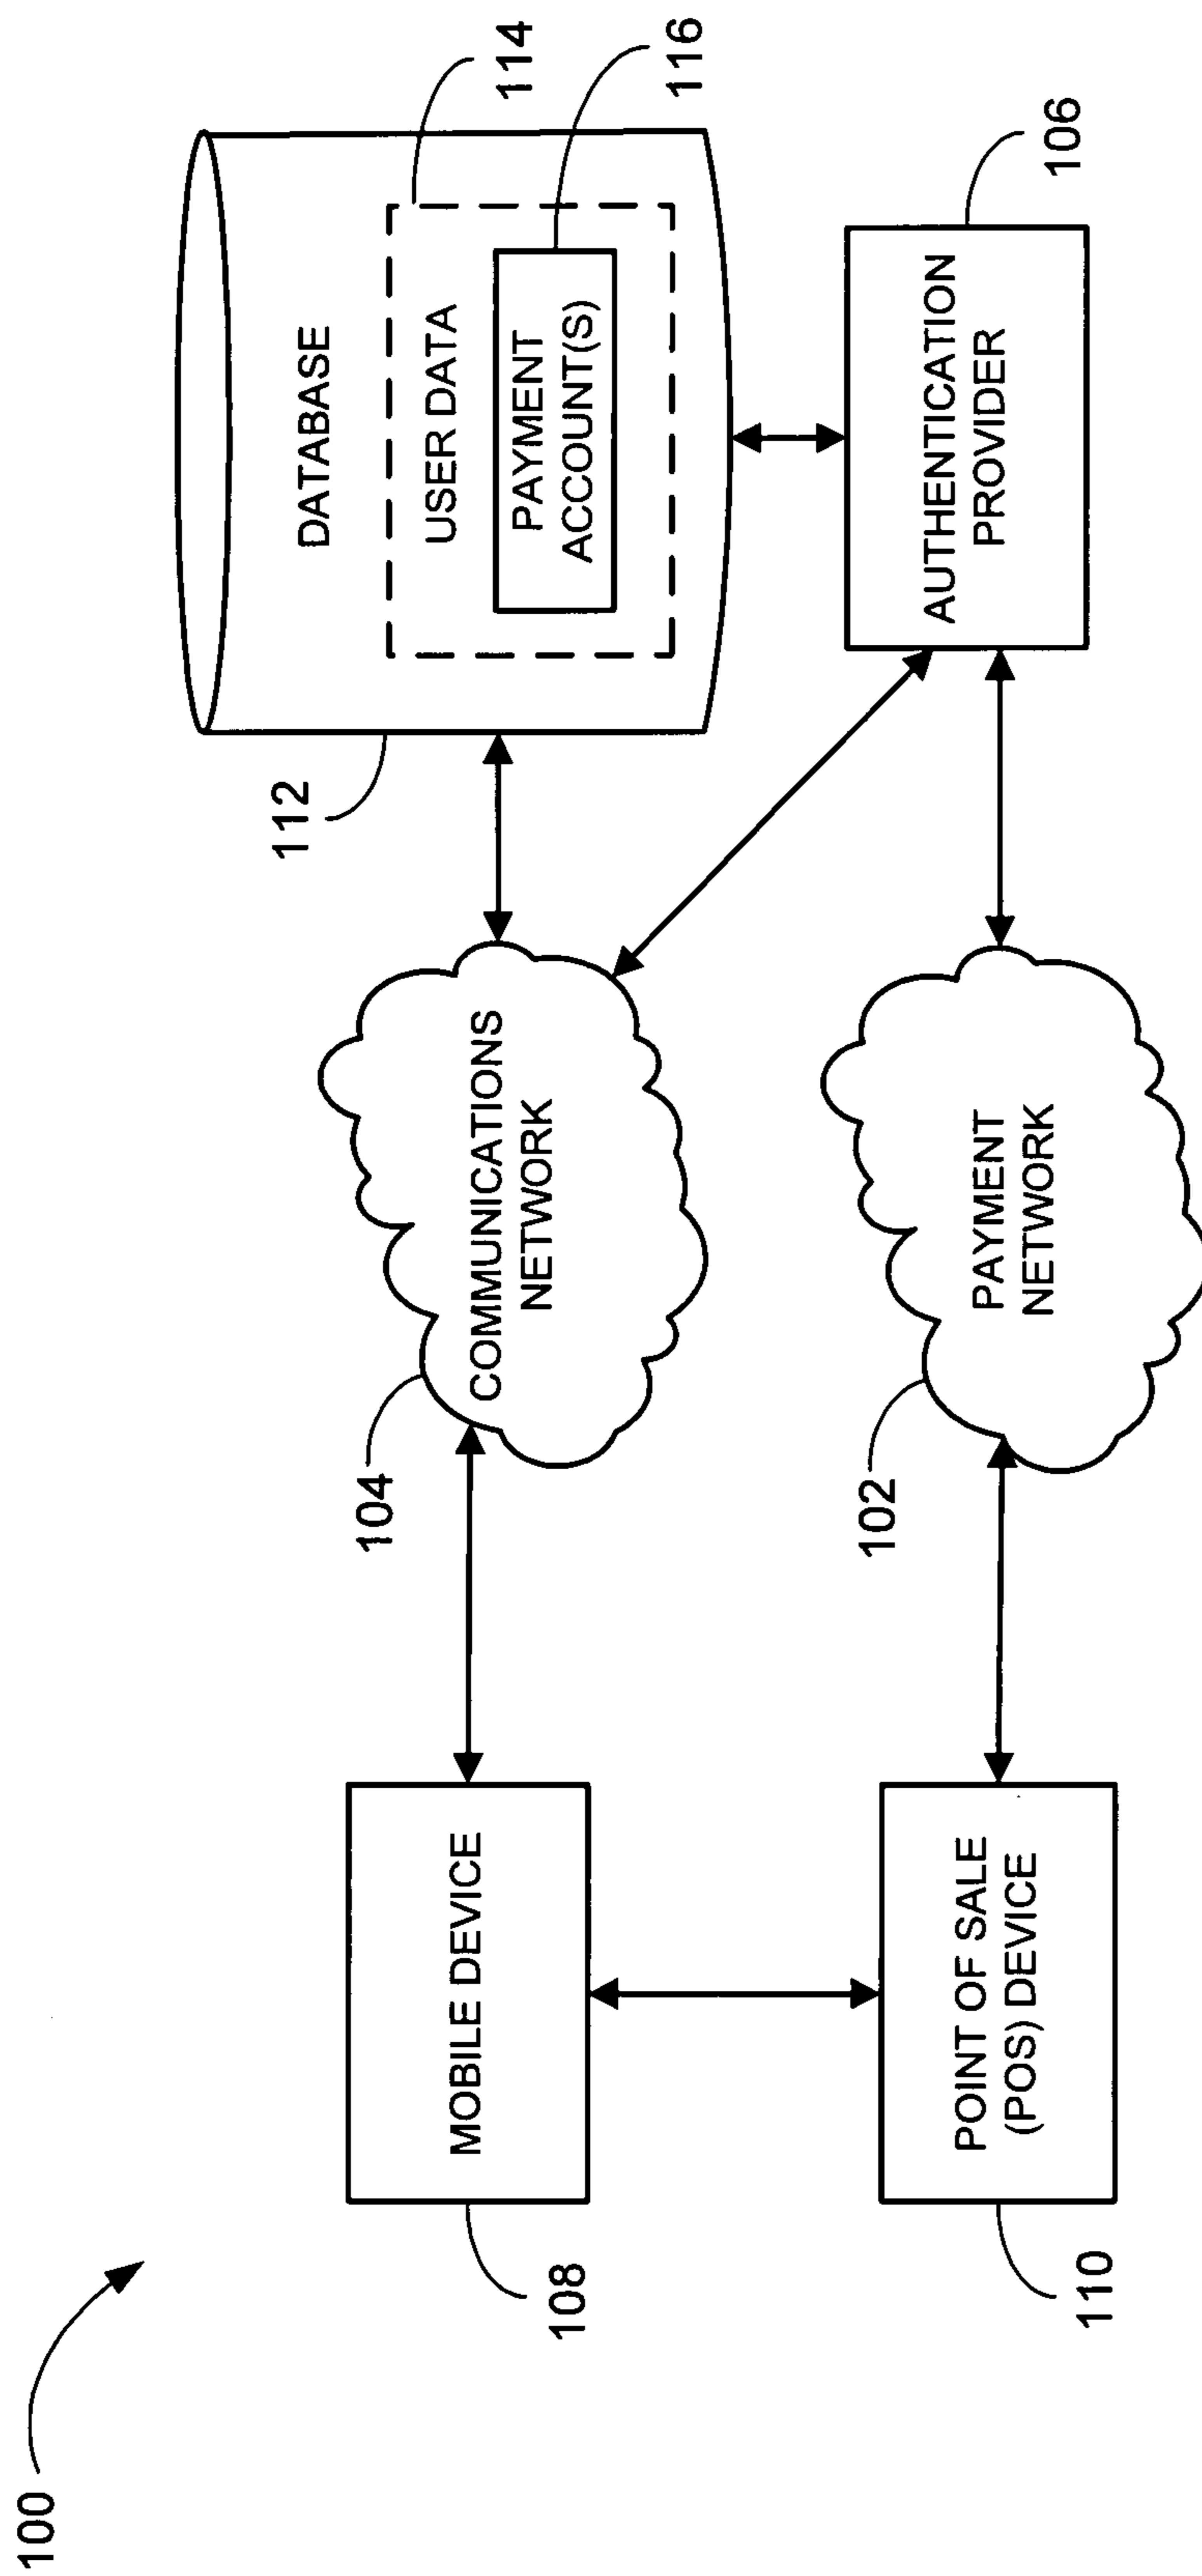 100
114
116
DATABASE
USER DATA
PAYMENT
ACCOUNT(S)
112
104
COMMUNICATIONS
NETWORK
MOBILE DEVICE
108
106
AUTHENTICATION
PROVIDER
102
PAYMENT
NETWORK
POINT OF SALE
(POS) DEVICE
110